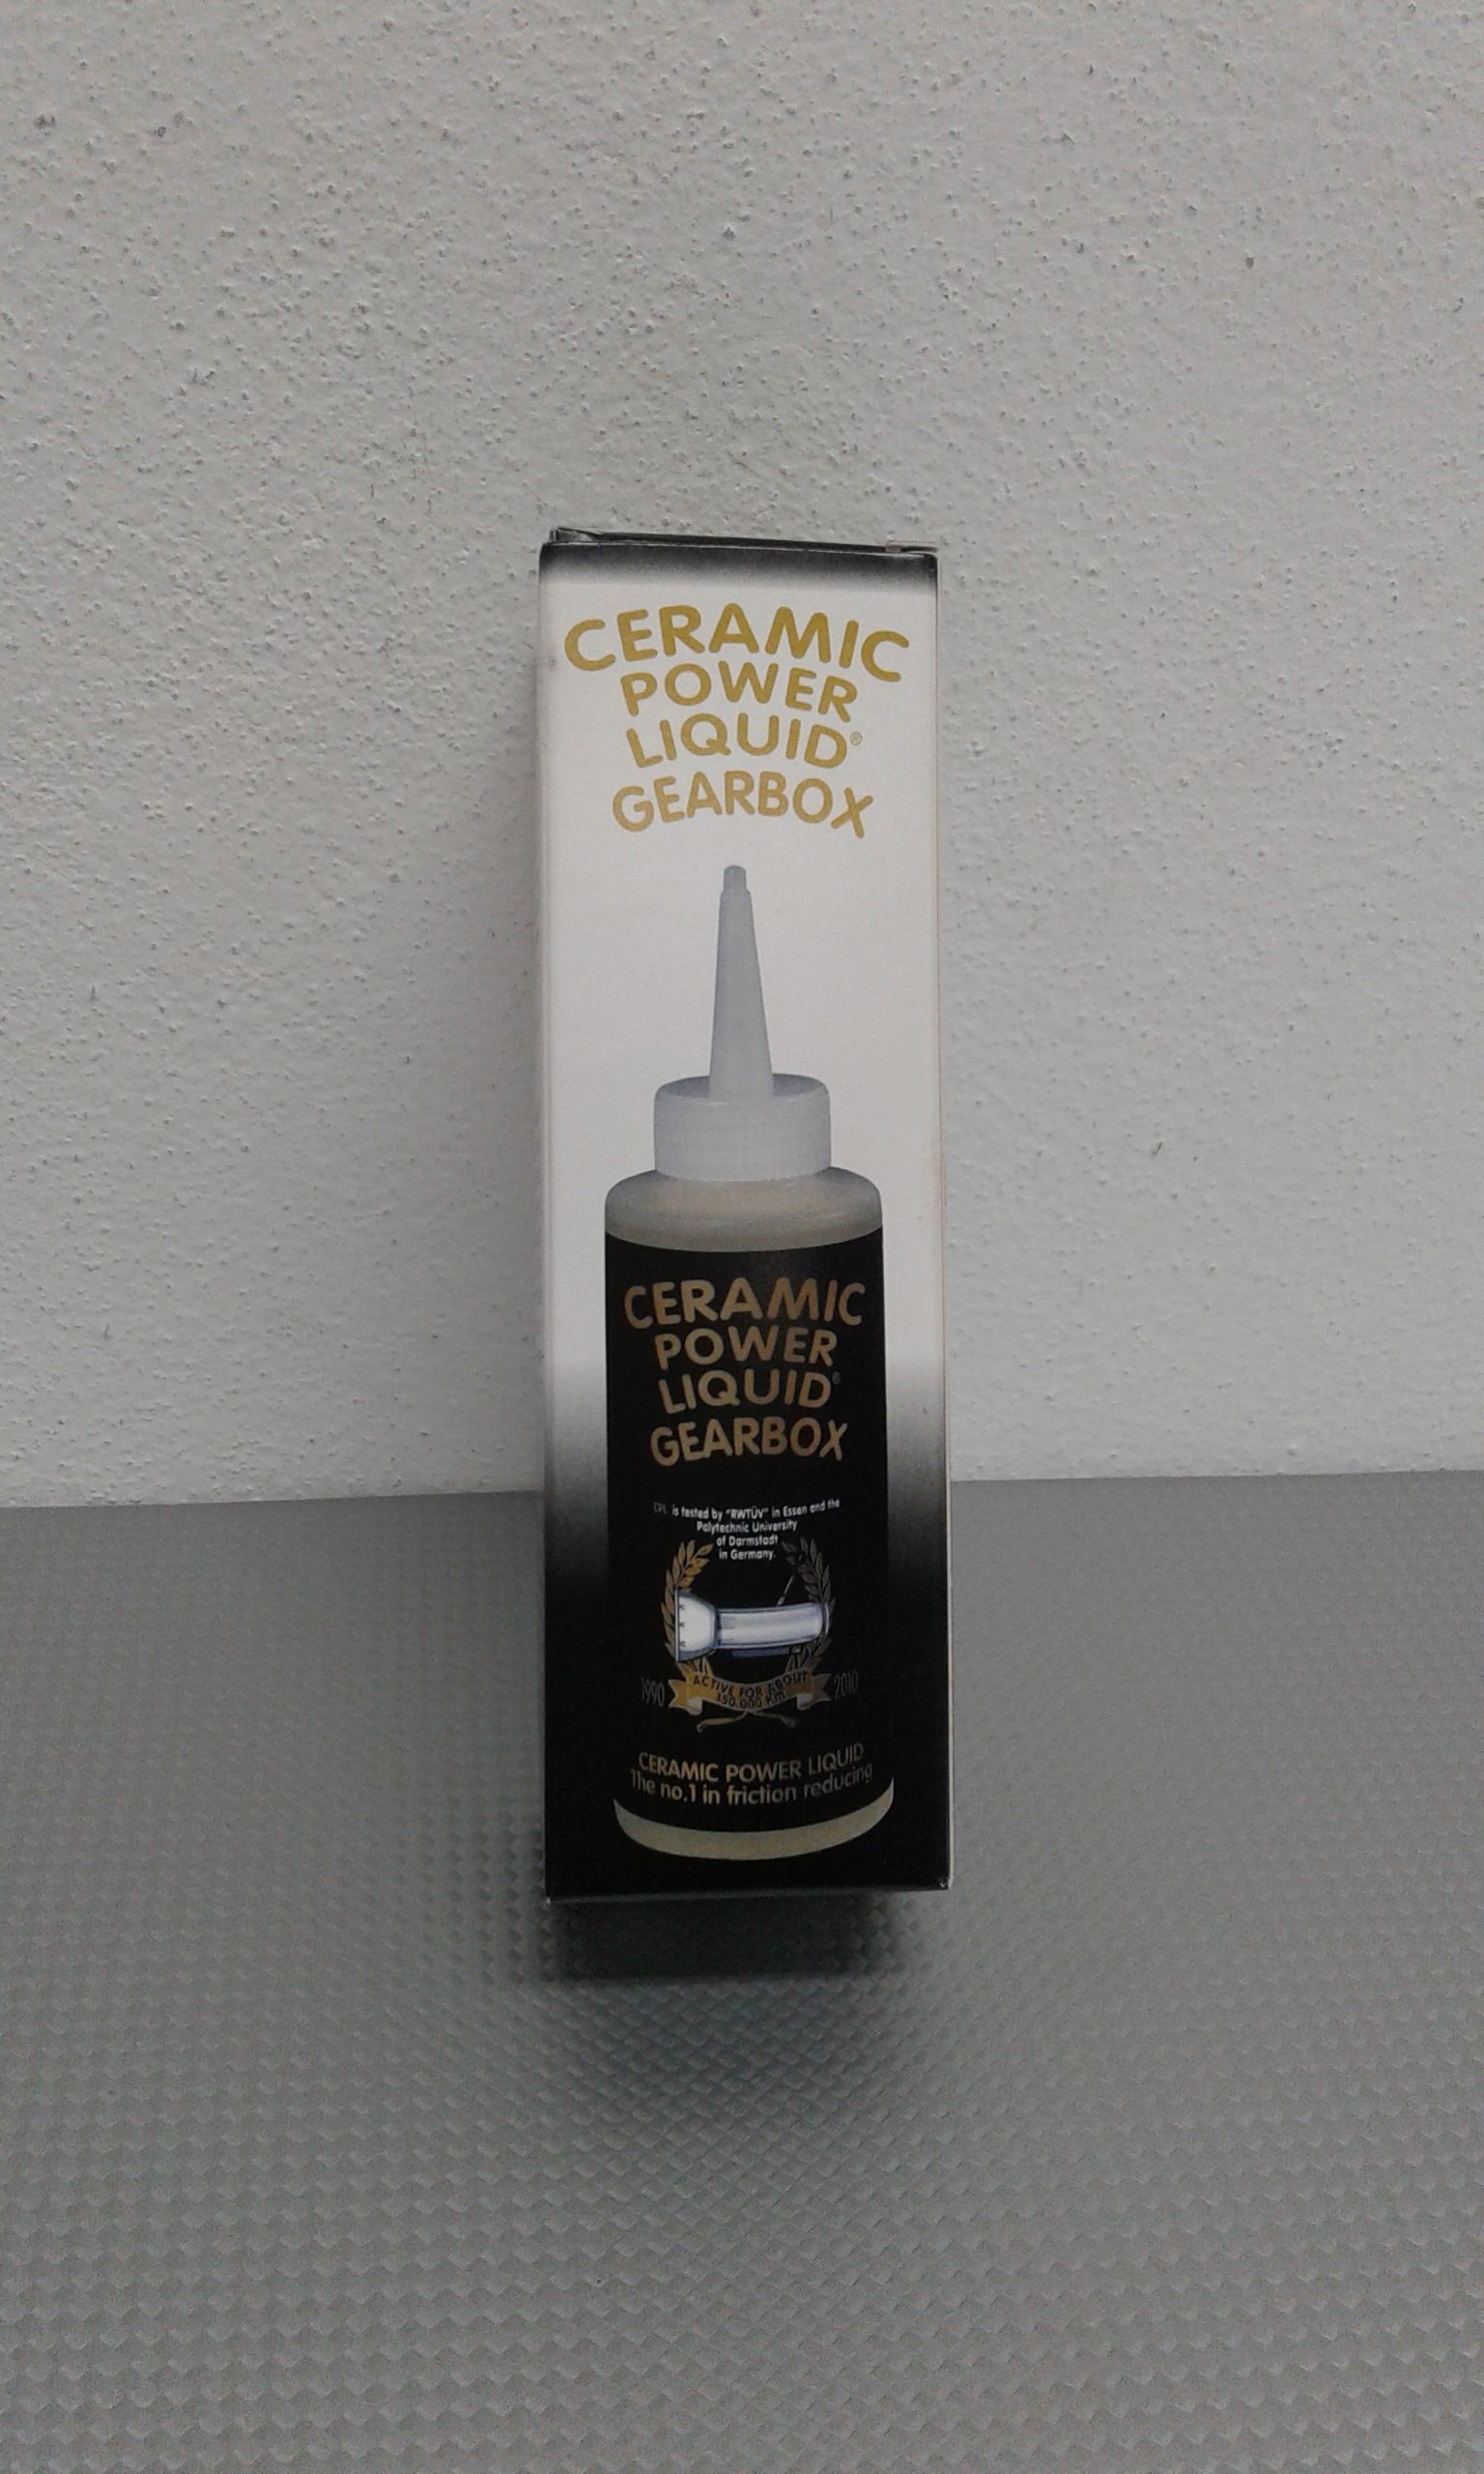 CERAMIC
POWER
LIQUID®
GEARBOX
CERAMIC
POWER
LIQUID®
GEARBOX
CPL is tested by "RWTÜV" in Essen and the
Polytechnic University
of Darmstadt
in Germany.
1990
ACTIVE FOR ABOUT
150.000 Km
2010
CERAMIC POWER LIQUID
The no.1 in friction reducing